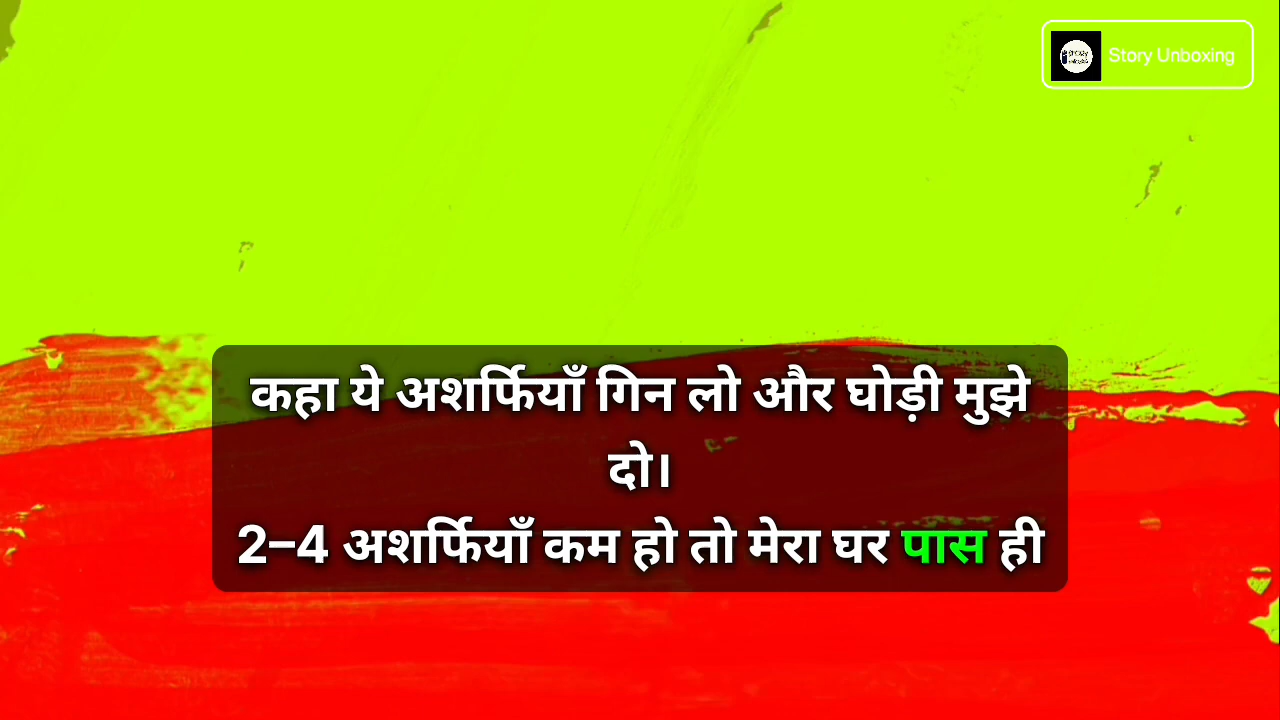 Story Unboxing
कहा ये अशर्फियाँ गिन लो और घोड़ी मुझे
दो।
2–4 अशर्फियाँ कम हो तो मेरा घर पास ही